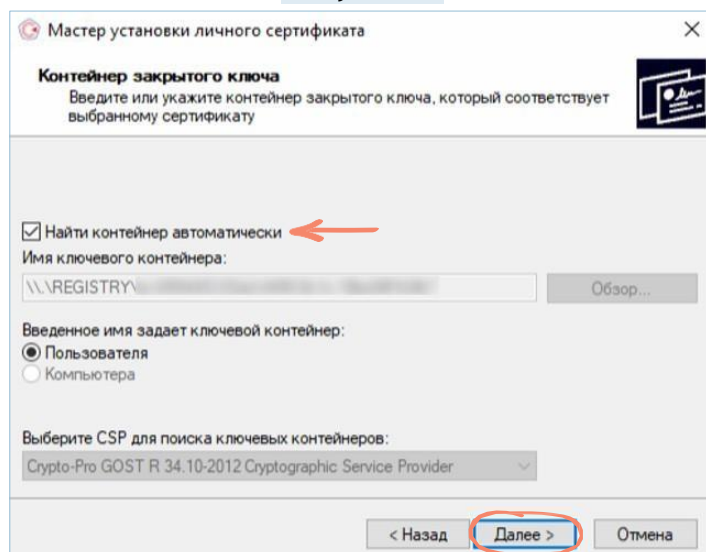 Мастер установки личного сертификата
Контейнер закрытого ключа
Введите или укажите контейнер закрытого ключа, который соответствует
выбранному сертификату
Найти контейнер автоматически
Имя ключевого контейнера:
\\.\REGISTRY\
Обзор...
Введенное имя задает ключевой контейнер:
Пользователя
Компьютера
Выберите CSP для поиска ключевых контейнеров:
Crypto-Pro GOST R 34.10-2012 Cryptographic Service Provider
< Назад Далее > Отмена